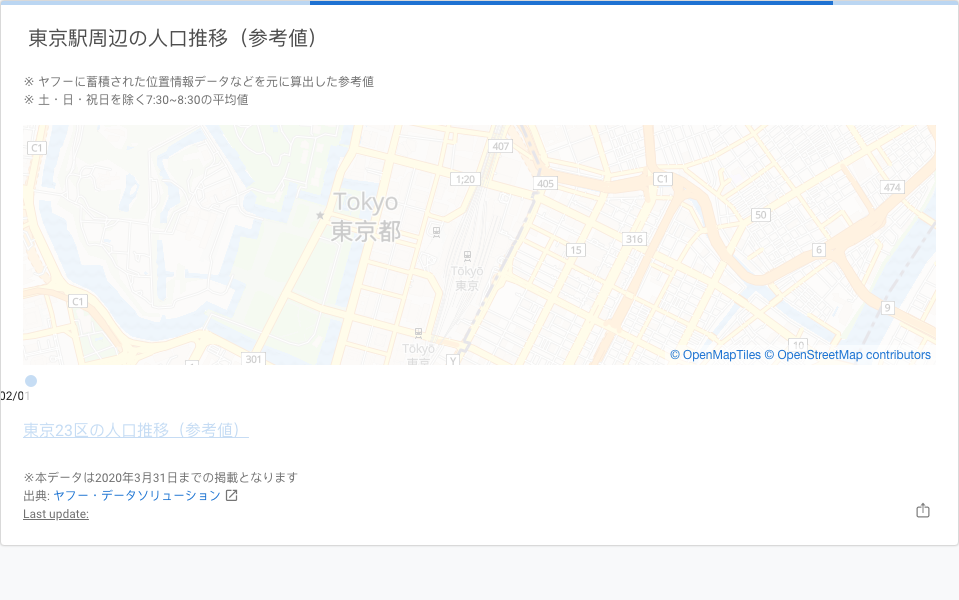 東京駅周辺の人口推移（参考値）
※ ヤフーに蓄積された位置情報データなどを元に算出した参考値
※ 土・日・祝日を除く7:30~8:30の平均値
C1
407
1;20
405
C1
474
Tokyo
東京都
50
316
15
6
Tōkyō
東京
C1
9
10
Tōkyō
東京
301
Y
© OpenMapTiles © OpenStreetMap contributors
02/01
東京23区の人口推移（参考値）
※本データは2020年3月31日までの掲載となります
出典: ヤフー・データソリューション
Last update: